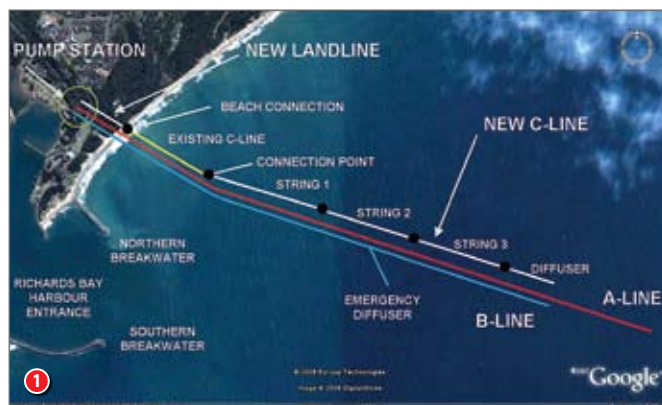 PUMP STATION
NEW LANDLINE
BEACH CONNECTION
EXISTING C-LINE
NEW C-LINE
CONNECTION POINT
STRING 1
STRING 2
STRING 3
DIFFUSER
NORTHERN
BREAKWATER
RICHARDS BAY
HARBOUR
ENTRANCE
EMERGENCY
DIFFUSER
A-LINE
B-LINE
SOUTHERN
BREAKWATER
1
Google